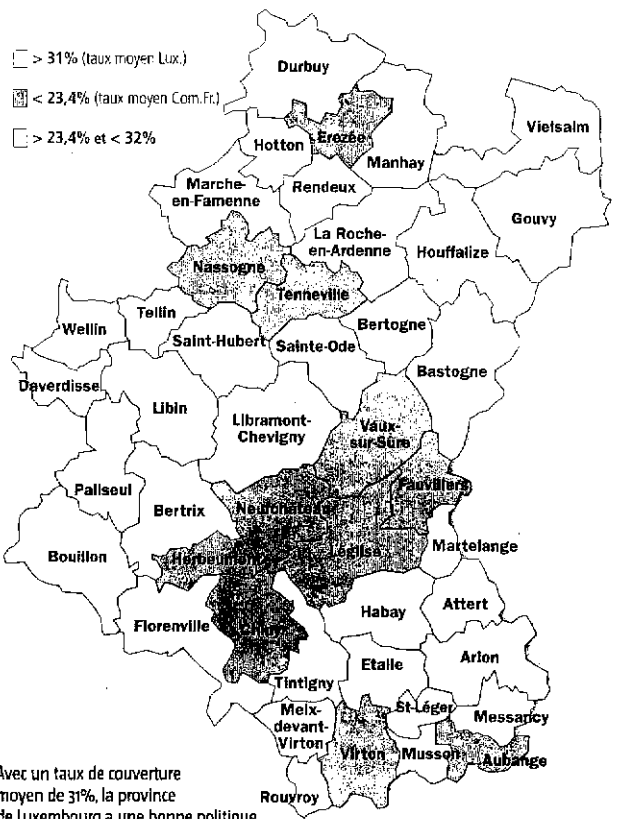 > 31% (taux moyen Lux.)
< 23,4% (taux moyen Com.Fr.)
> 23,4% et < 32%
Durbuy
Vielsalm
Erezée
Hotton
Manhay
Marche-
en-Famenne
Rendeux
Gouvy
La Roche-
en-Ardenne
Houffalize
Nassogne
Tenneville
Tellin
Bertogne
Wellin
Saint-Hubert
Sainte-Ode
Daverdisse
Bastogne
Libin
Libramont-
Chevigny
Vaux-
sur-Sûre
Paliseul
Fauvillers
Bertrix
Neufchâteau
Bouillon
Herbeumont
Léglise
Martelange
Florenville
Chiny
Habay
Attert
Etalle
Arlon
Tintigny
Meix-
devant-
Virton
St-Léger
Messancy
Virton
Musson
Aubange
Rouvroy
Avec un taux de couverture
moyen de 31%, la province
de Luxembourg a une bonne politique